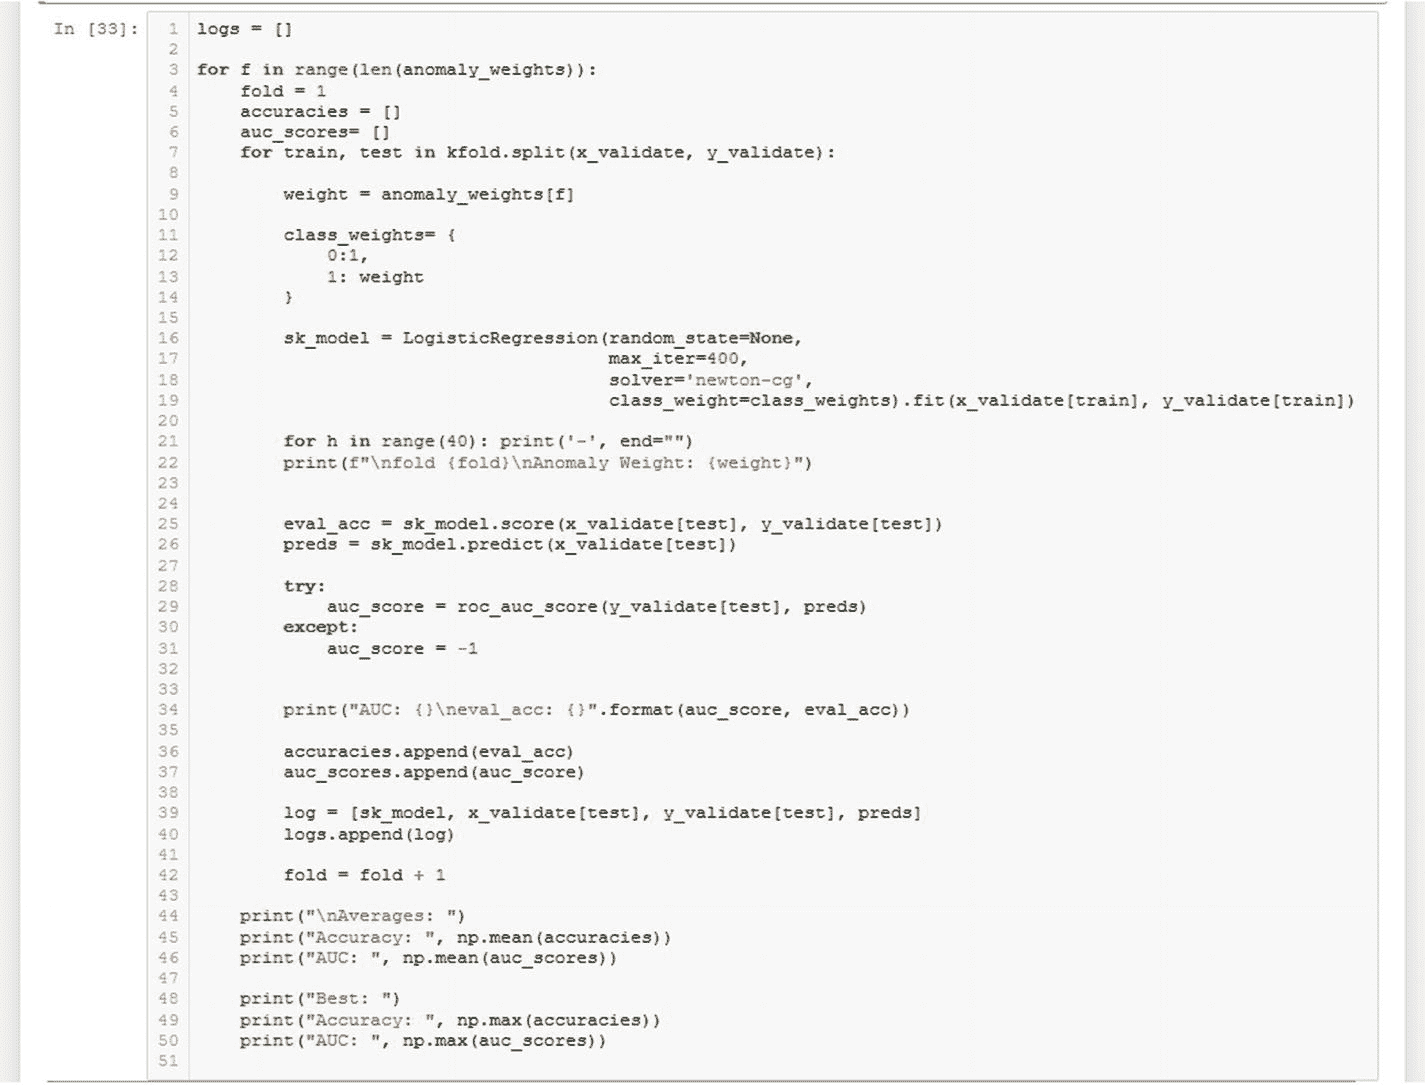 In [33]:
1 logs = []
2
3 for f in range(len(anomaly_weights)):
4     fold = 1
5     accuracies = []
6     auc_scores= []
7     for train, test in kfold.split(x_validate, y_validate):
8
9         weight = anomaly_weights[f]
10
11         class_weights= {
12             0:1,
13             1: weight
14         }
15
16         sk_model = LogisticRegression(random_state=None,
17                                       max_iter=400,
18                                       solver='newton-cg',
19                                       class_weight=class_weights).fit(x_validate[train], y_validate[train])
20
21         for h in range(40): print('-', end="")
22         print(f"\nfold {fold}\nAnomaly Weight: {weight}")
23
24
25         eval_acc = sk_model.score(x_validate[test], y_validate[test])
26         preds = sk_model.predict(x_validate[test])
27
28         try:
29             auc_score = roc_auc_score(y_validate[test], preds)
30         except:
31             auc_score = -1
32
33
34         print("AUC: {}\neval_acc: {}".format(auc_score, eval_acc))
35
36         accuracies.append(eval_acc)
37         auc_scores.append(auc_score)
38
39         log = [sk_model, x_validate[test], y_validate[test], preds]
40         logs.append(log)
41
42         fold = fold + 1
43
44     print("\nAverages: ")
45     print("Accuracy: ", np.mean(accuracies))
46     print("AUC: ", np.mean(auc_scores))
47
48     print("Best: ")
49     print("Accuracy: ", np.max(accuracies))
50     print("AUC: ", np.max(auc_scores))
51